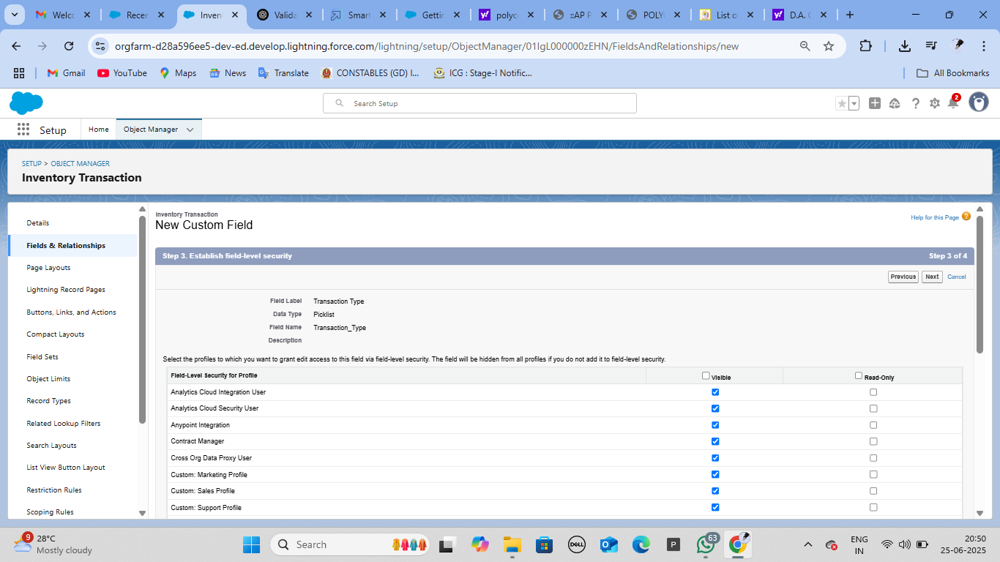 Welco
Recen
Inven
Valida
Smart
Gettin
polyc
::AP P
POLY
List o
D.A. C
orgfarm-d28a596ee5-dev-ed.develop.lightning.force.com/lightning/setup/ObjectManager/01IgL000000zEHN/FieldsAndRelationships/new
Gmail YouTube Maps News Translate CONSTABLES (GD) I... ICG : Stage-I Notific... All Bookmarks
Search Setup
2
Setup Home Object Manager
SETUP > OBJECT MANAGER
Inventory Transaction
Details
Fields & Relationships
Page Layouts
Lightning Record Pages
Buttons, Links, and Actions
Compact Layouts
Field Sets
Object Limits
Record Types
Related Lookup Filters
Search Layouts
List View Button Layout
Restriction Rules
Scoping Rules
Inventory Transaction
New Custom Field
Help for this Page ?
Step 3. Establish field-level security Step 3 of 4
Previous Next Cancel
Field Label Transaction Type
Data Type Picklist
Field Name Transaction_Type
Description
Select the profiles to which you want to grant edit access to this field via field-level security. The field will be hidden from all profiles if you do not add it to field-level security.
Field-Level Security for Profile Visible Read-Only
Analytics Cloud Integration User
Analytics Cloud Security User
Anypoint Integration
Contract Manager
Cross Org Data Proxy User
Custom: Marketing Profile
Custom: Sales Profile
Custom: Support Profile
9
28°C
Mostly cloudy
Search
DELL
P
63
ENG
IN
20:50
25-06-2025